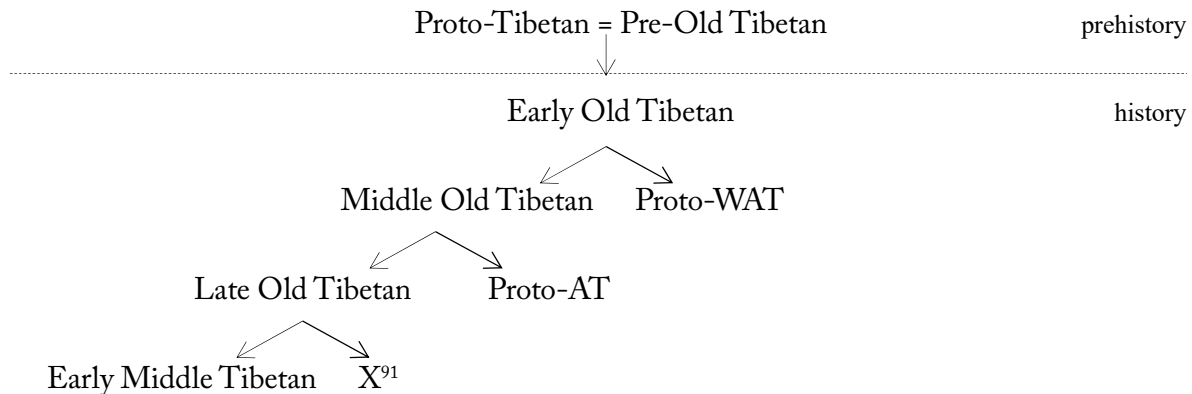 Proto-Tibetan = Pre-Old Tibetan prehistory
Early Old Tibetan history
Middle Old Tibetan Proto-WAT
Late Old Tibetan Proto-AT
Early Middle Tibetan X⁹¹